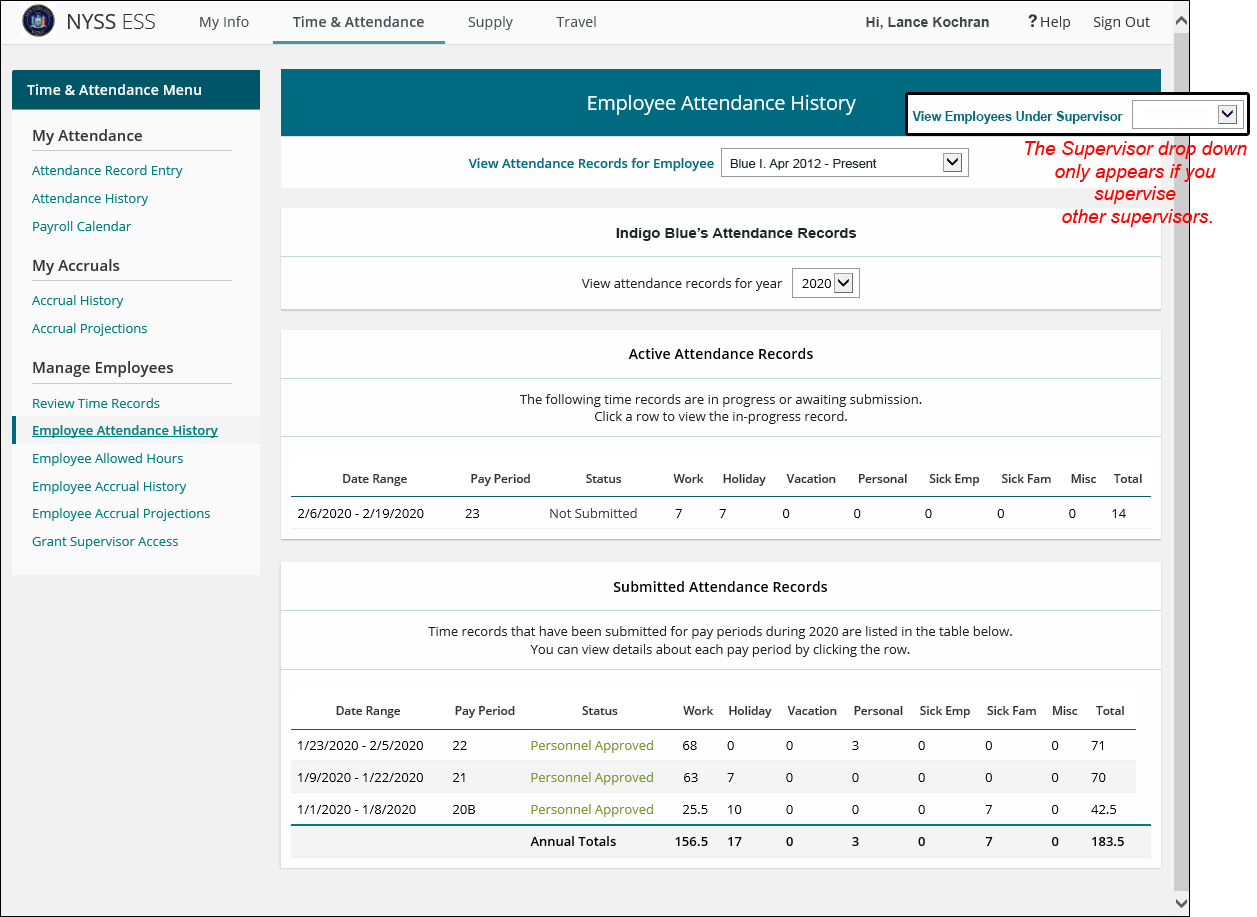 NYSS ESS My Info Time & Attendance Supply Travel Hi, Lance Kochran ? Help Sign Out
Time & Attendance Menu
My Attendance
Attendance Record Entry
Attendance History
Payroll Calendar
My Accruals
Accrual History
Accrual Projections
Manage Employees
Review Time Records
Employee Attendance History
Employee Allowed Hours
Employee Accrual History
Employee Accrual Projections
Grant Supervisor Access
Employee Attendance History
View Employees Under Supervisor
The Supervisor drop down
only appears if you
supervise
other supervisors.
View Attendance Records for Employee Blue I. Apr 2012 - Present
Indigo Blue's Attendance Records
View attendance records for year 2020
Active Attendance Records
The following time records are in progress or awaiting submission.
Click a row to view the in-progress record.
Date Range Pay Period Status Work Holiday Vacation Personal Sick Emp Sick Fam Misc Total
2/6/2020 - 2/19/2020 23 Not Submitted 7 7 0 0 0 0 0 14
Submitted Attendance Records
Time records that have been submitted for pay periods during 2020 are listed in the table below.
You can view details about each pay period by clicking the row.
Date Range Pay Period Status Work Holiday Vacation Personal Sick Emp Sick Fam Misc Total
1/23/2020 - 2/5/2020 22 Personnel Approved 68 0 0 3 0 0 0 71
1/9/2020 - 1/22/2020 21 Personnel Approved 63 7 0 0 0 0 0 70
1/1/2020 - 1/8/2020 20B Personnel Approved 25.5 10 0 0 0 7 0 42.5
Annual Totals 156.5 17 0 3 0 7 0 183.5